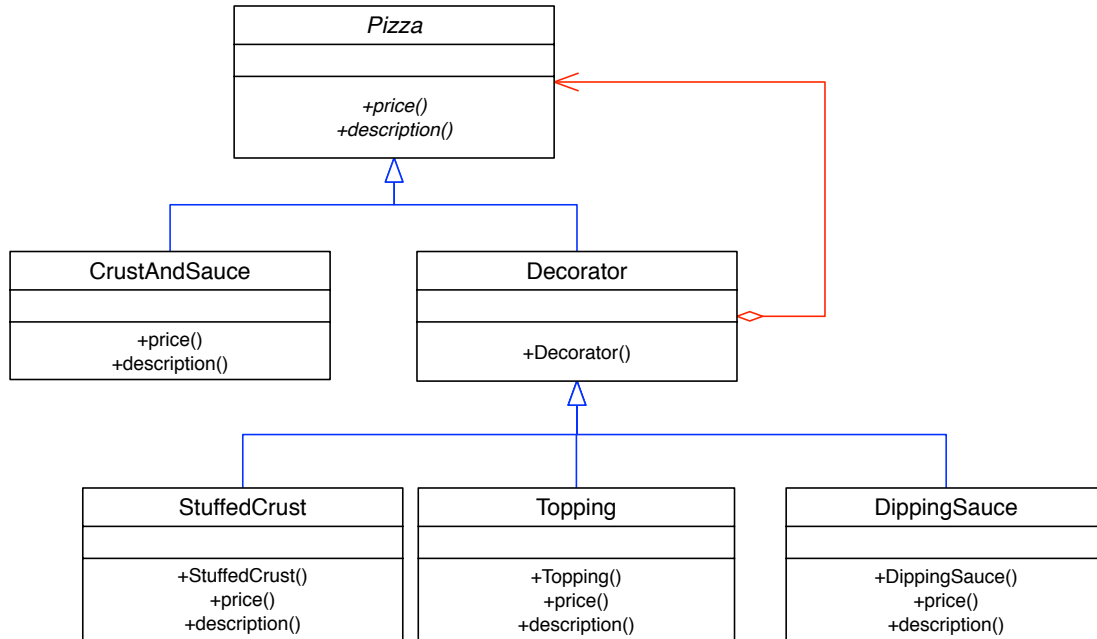 Pizza
+price()
+description()
CrustAndSauce
+price()
+description()
Decorator
+Decorator()
StuffedCrust
+StuffedCrust()
+price()
+description()
Topping
+Topping()
+price()
+description()
DippingSauce
+DippingSauce()
+price()
+description()